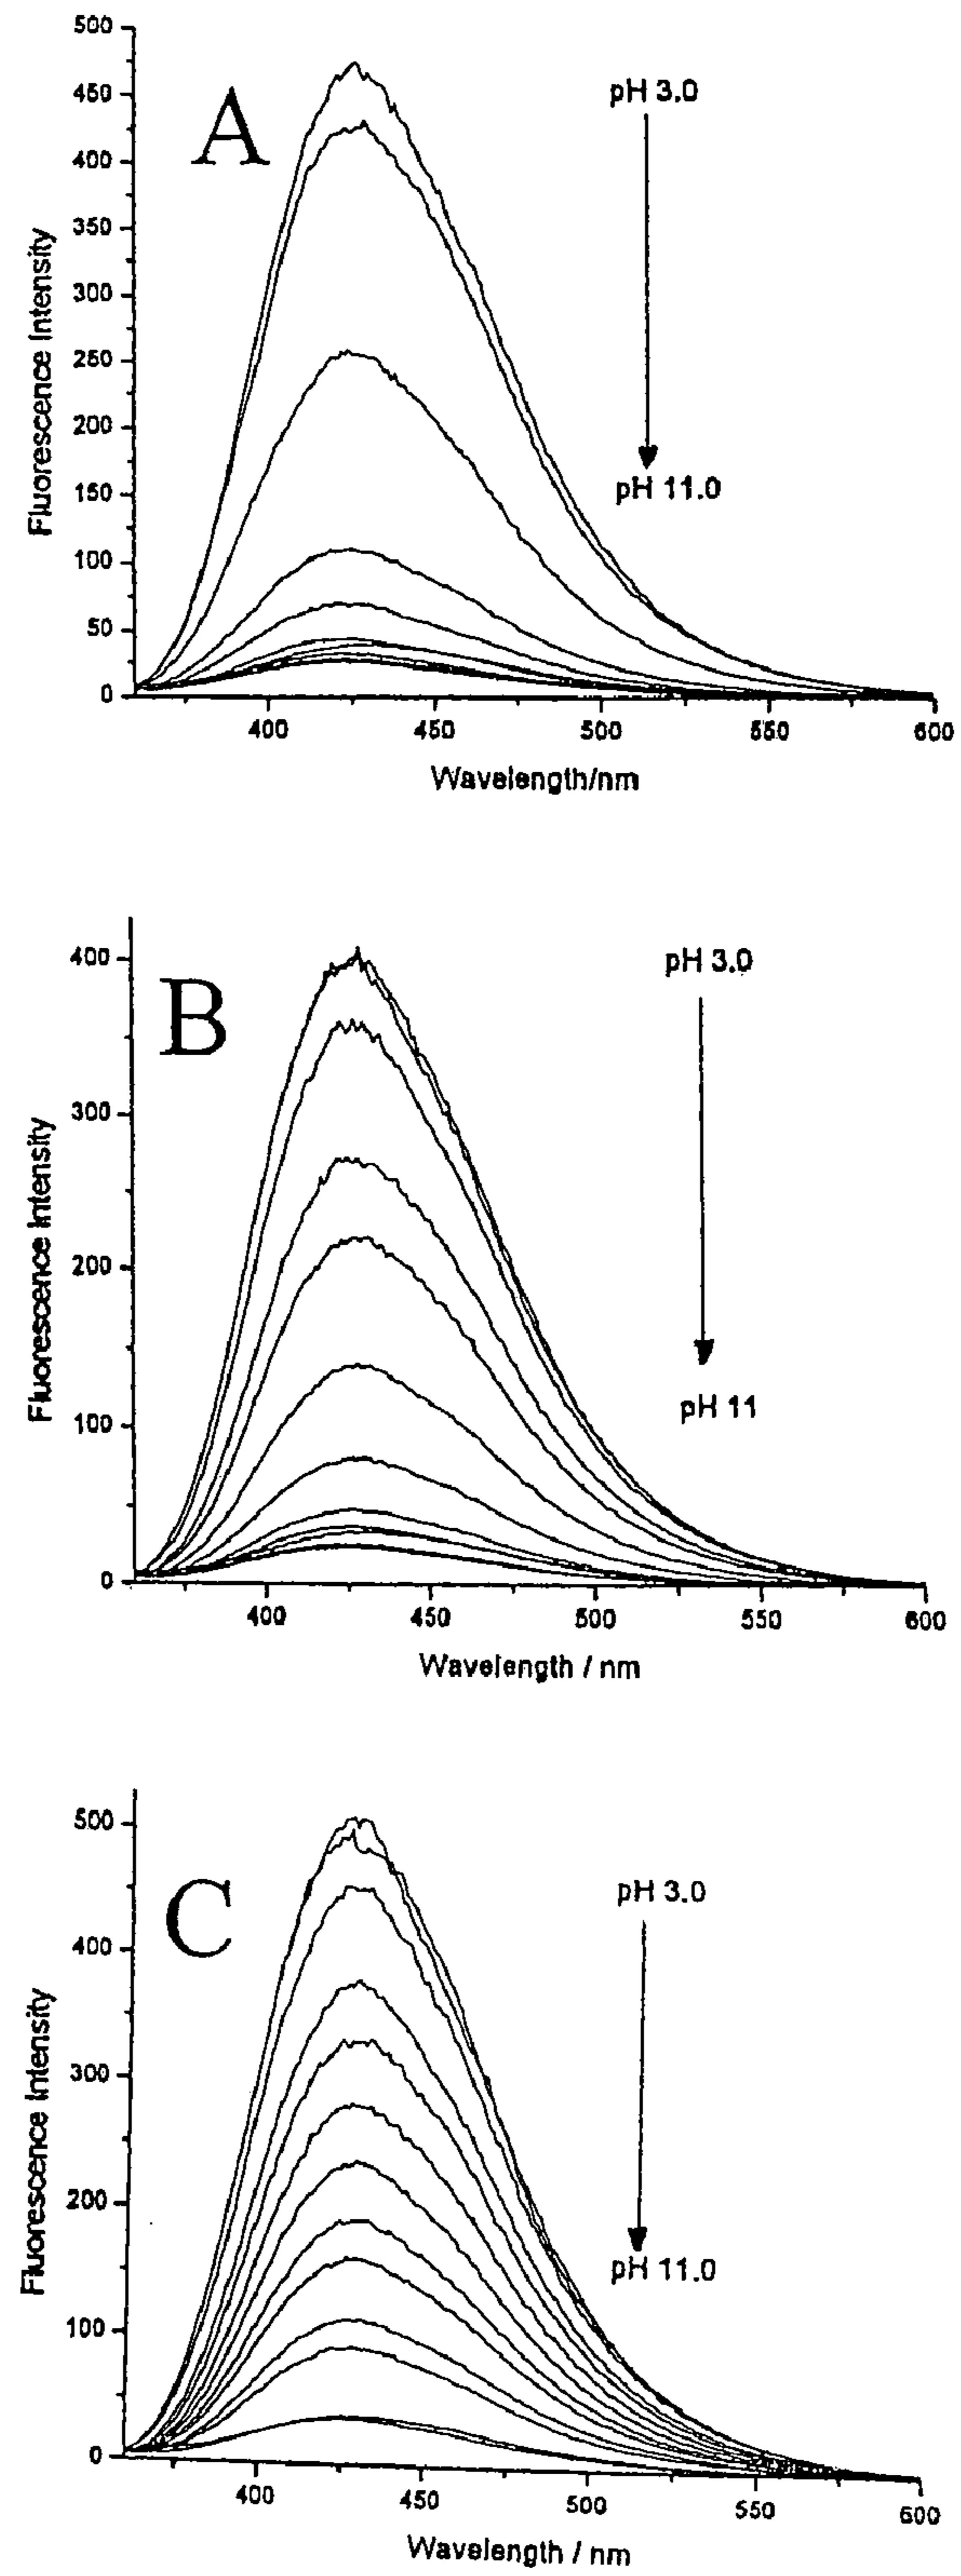 500
450
400
350
300
250
200
150
100
50
0
Fluorescence Intensity
A
pH 3.0
pH 11.0
400 450 500 550 600
Wavelength/nm
400
300
200
100
0
Fluorescence Intensity
B
pH 3.0
pH 11
400 450 500 550 600
Wavelength / nm
500
400
300
200
100
0
Fluorescence Intensity
C
pH 3.0
pH 11.0
400 450 500 550 600
Wavelength / nm